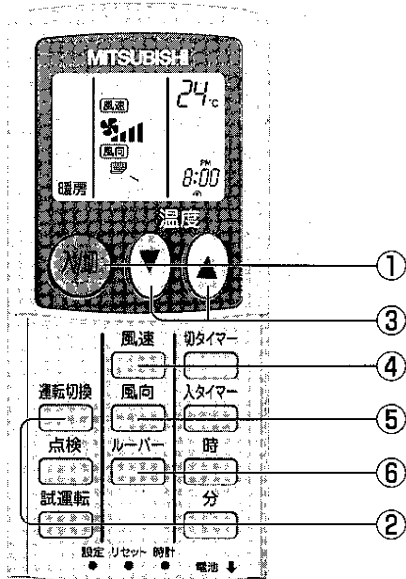 MITSUBISHI
風速
24℃
風向
暖房
PM
8:00
温度
①
▼
▲
③
風速
切タイマー
④
運転切換
風向
入タイマー
⑤
点検
ルーバー
時
⑥
試運転
分
②
設定
リセット
時計
電池